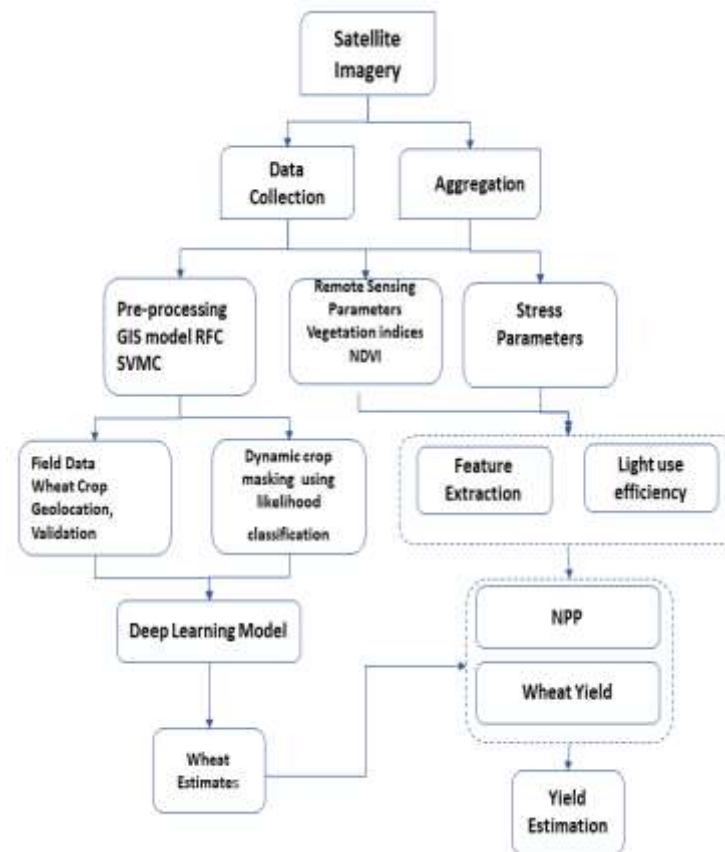 Satellite
Imagery
Data
Collection
Aggregation
Pre-processing
GIS model RFC
SVMC
Remote Sensing
Parameters
Vegetation indices
NDVI
Stress
Parameters
Field Data
Wheat Crop
Geolocation,
Validation
Dynamic crop
masking using
likelihood
classification
Feature
Extraction
Light use
efficiency
Deep Learning Model
NPP
Wheat Yield
Wheat
Estimates
Yield
Estimation